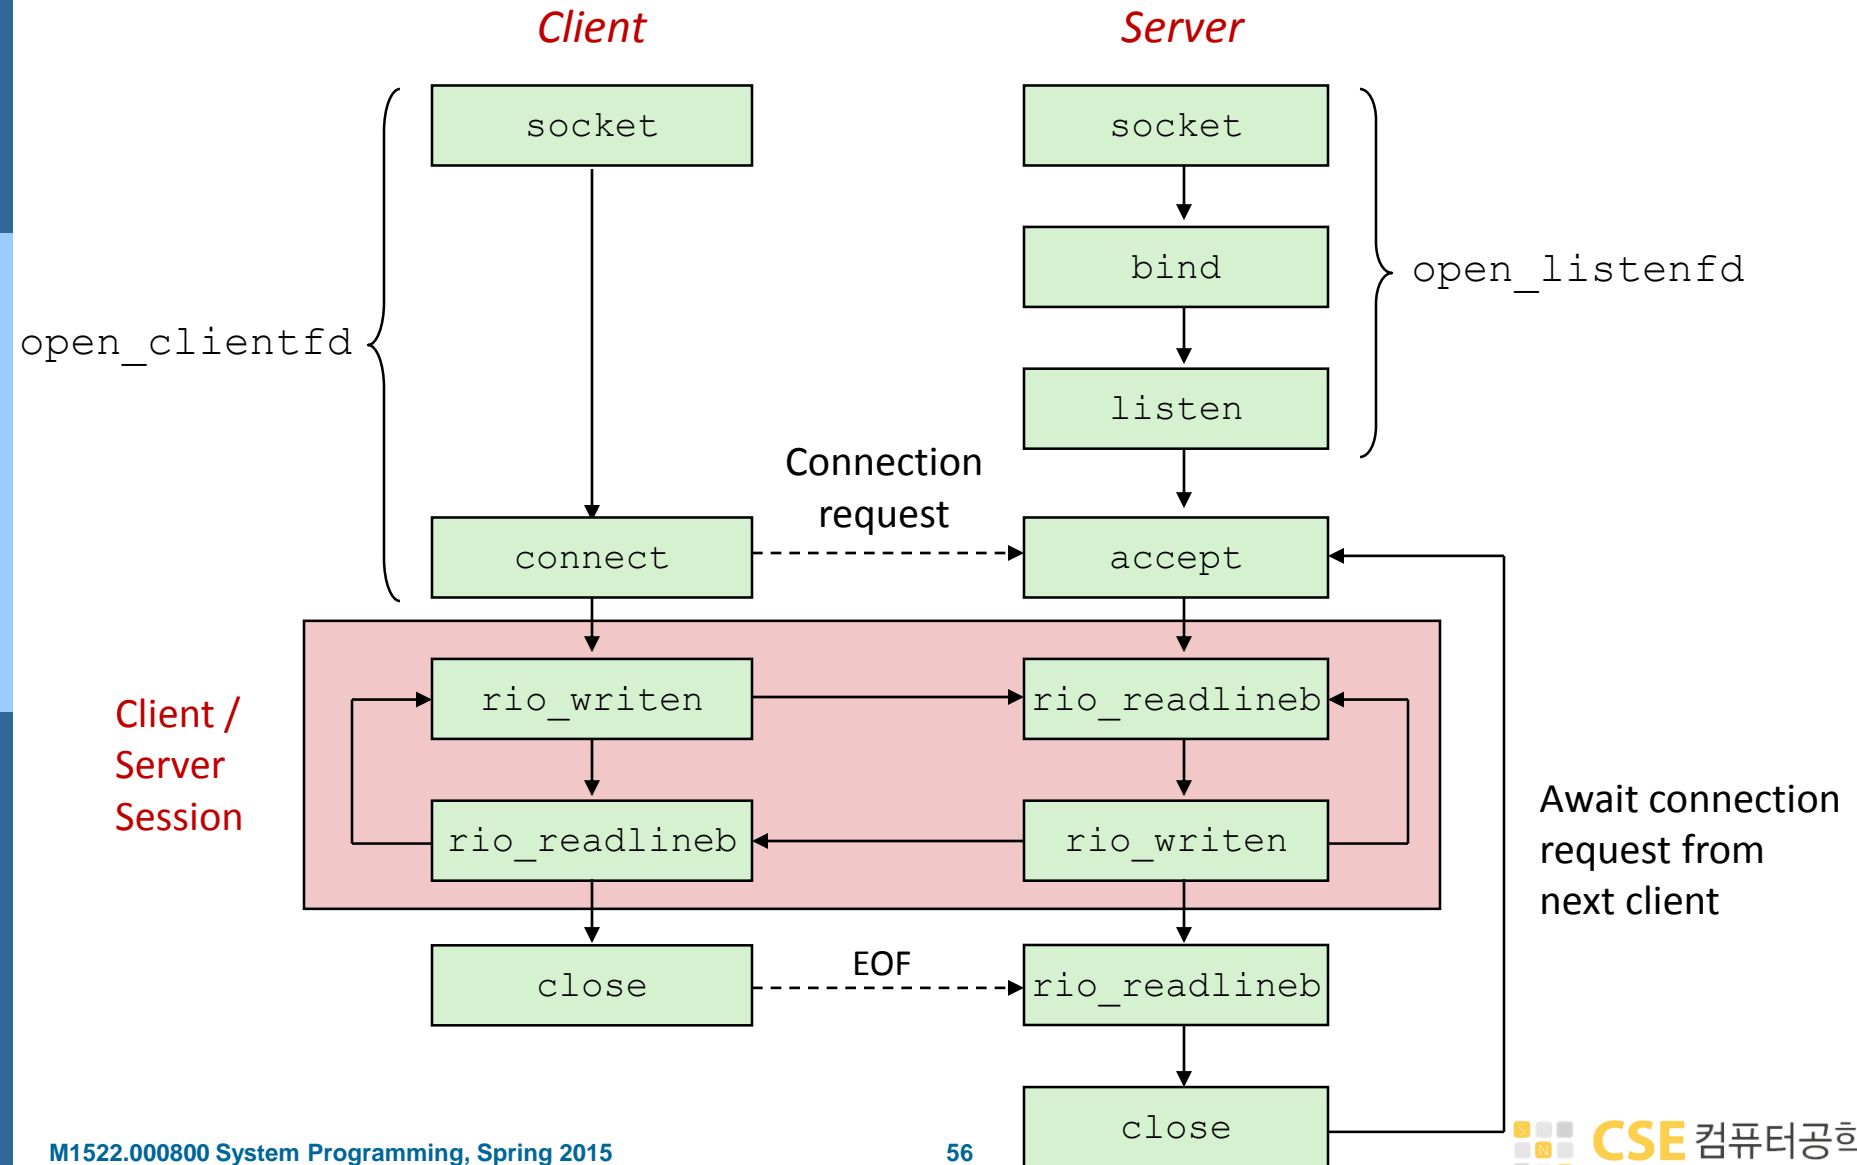 Client
Server
socket
socket
bind
open_listenfd
open_clientfd
listen
Connection
request
connect
accept
Client /
Server
Session
rio_writen
rio_readlineb
rio_readlineb
rio_writen
Await connection
request from
next client
close
EOF
rio_readlineb
close
M1522.000800 System Programming, Spring 2015
56
S
N
CSE 컴퓨터공학